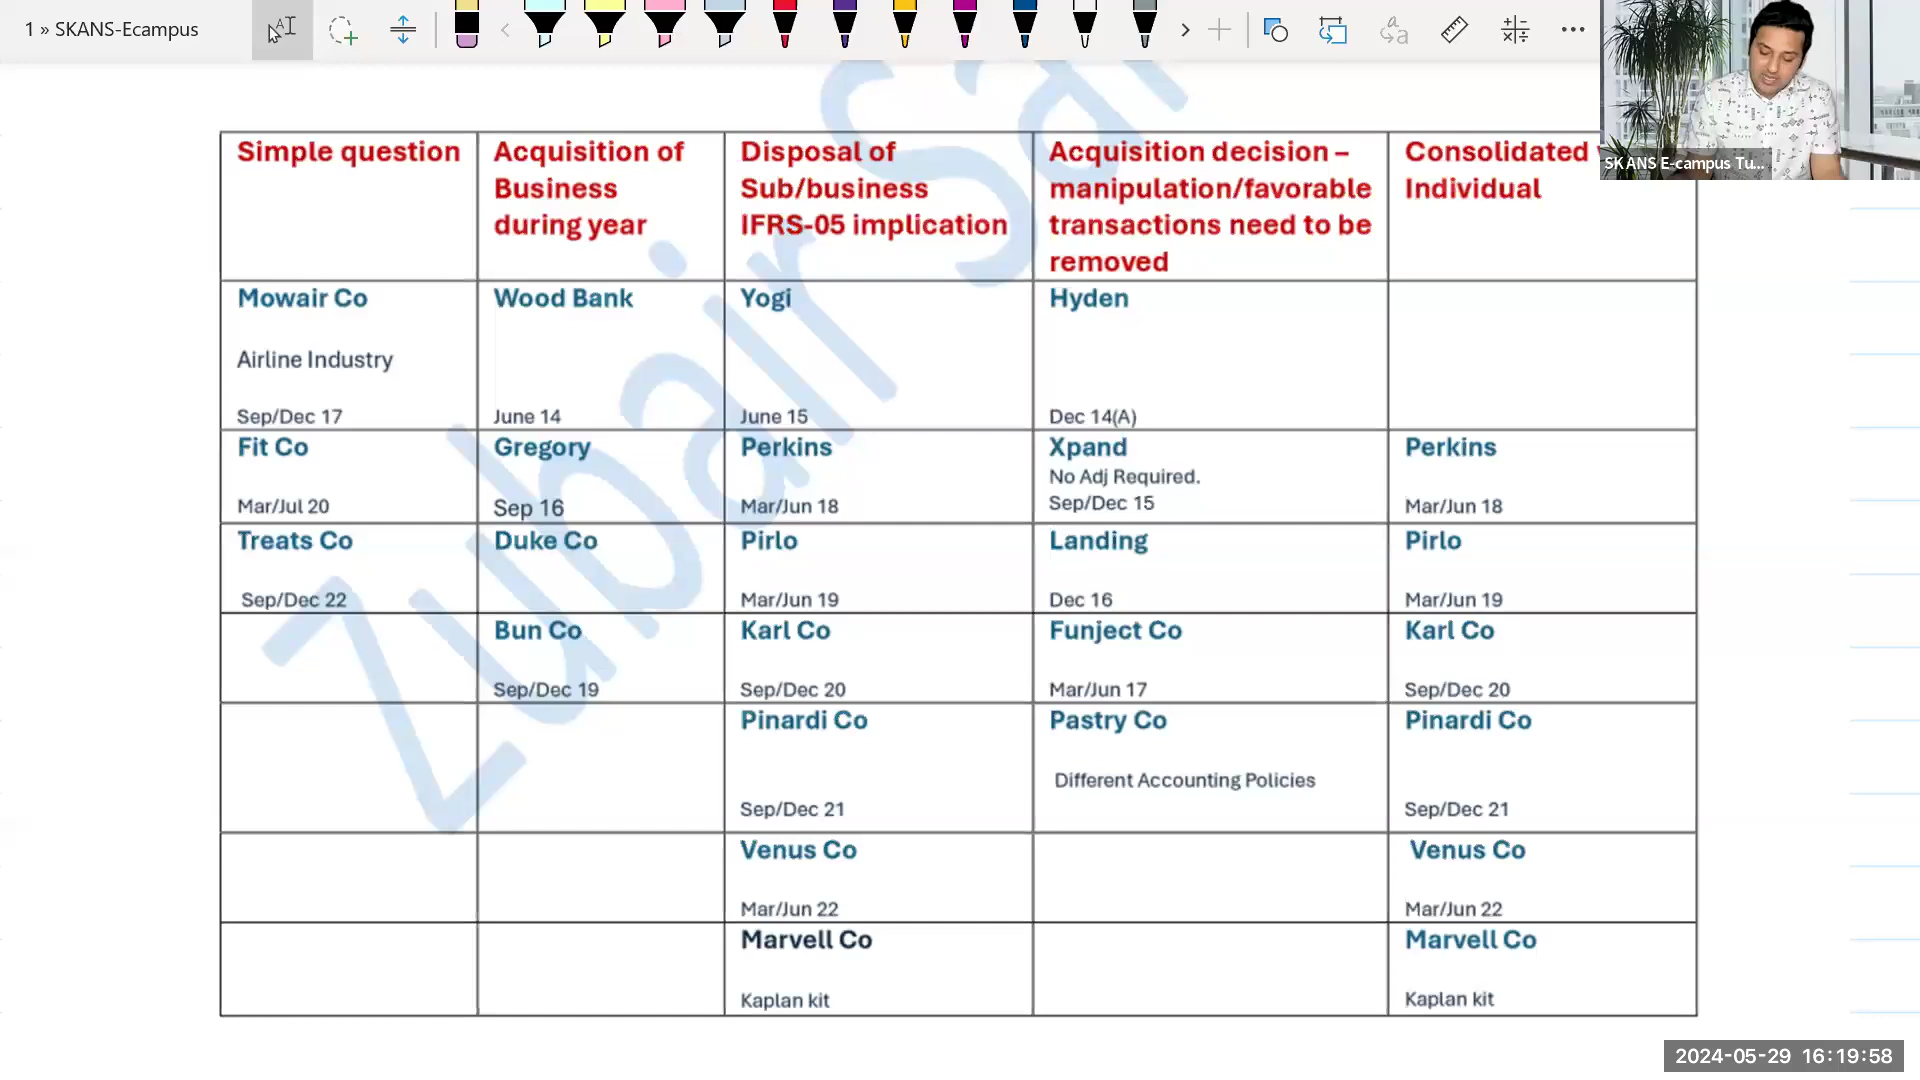 1 » SKANS-Ecampus
SKANS E-campus Tu...
Simple question
Acquisition of
Business
during year
Disposal of
Sub/business
IFRS-05 implication
Acquisition decision –
manipulation/favorable
transactions need to be
removed
Consolidated
Individual
Mowair Co
Airline Industry
Sep/Dec 17
Wood Bank
June 14
Yogi
June 15
Hyden
Dec 14(A)
Fit Co
Mar/Jul 20
Gregory
Sep 16
Perkins
Mar/Jun 18
Xpand
No Adj Required.
Sep/Dec 15
Perkins
Mar/Jun 18
Treats Co
Sep/Dec 22
Duke Co
Pirlo
Mar/Jun 19
Landing
Dec 16
Pirlo
Mar/Jun 19
Bun Co
Sep/Dec 19
Karl Co
Sep/Dec 20
Funject Co
Mar/Jun 17
Karl Co
Sep/Dec 20
Pinardi Co
Sep/Dec 21
Pastry Co
Different Accounting Policies
Pinardi Co
Sep/Dec 21
Venus Co
Mar/Jun 22
Venus Co
Mar/Jun 22
Marvell Co
Kaplan kit
Marvell Co
Kaplan kit
Zubair Sa
2024-05-29 16:19:58